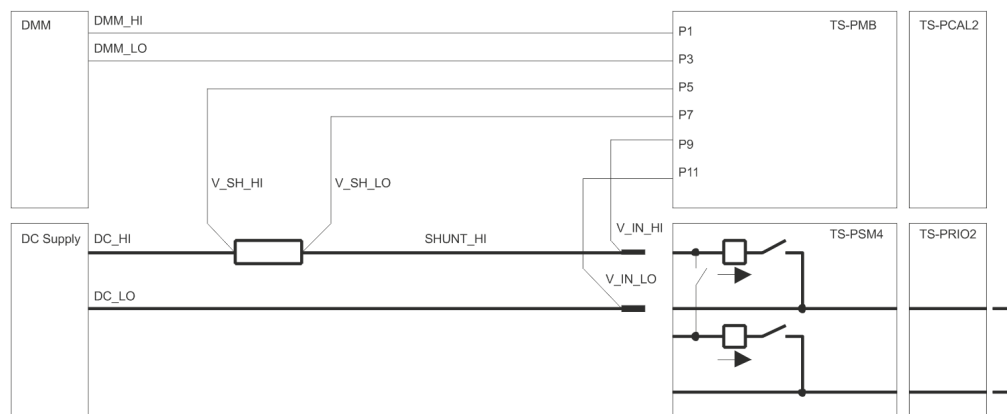 DMM
DMM_HI
TS-PMB
TS-PCAL2
P1
DMM_LO
P3
P5
P7
P9
P11
V_SH_HI
V_SH_LO
DC Supply
DC_HI
SHUNT_HI
V_IN_HI
TS-PSM4
TS-PRIO2
V_IN_LO
DC_LO